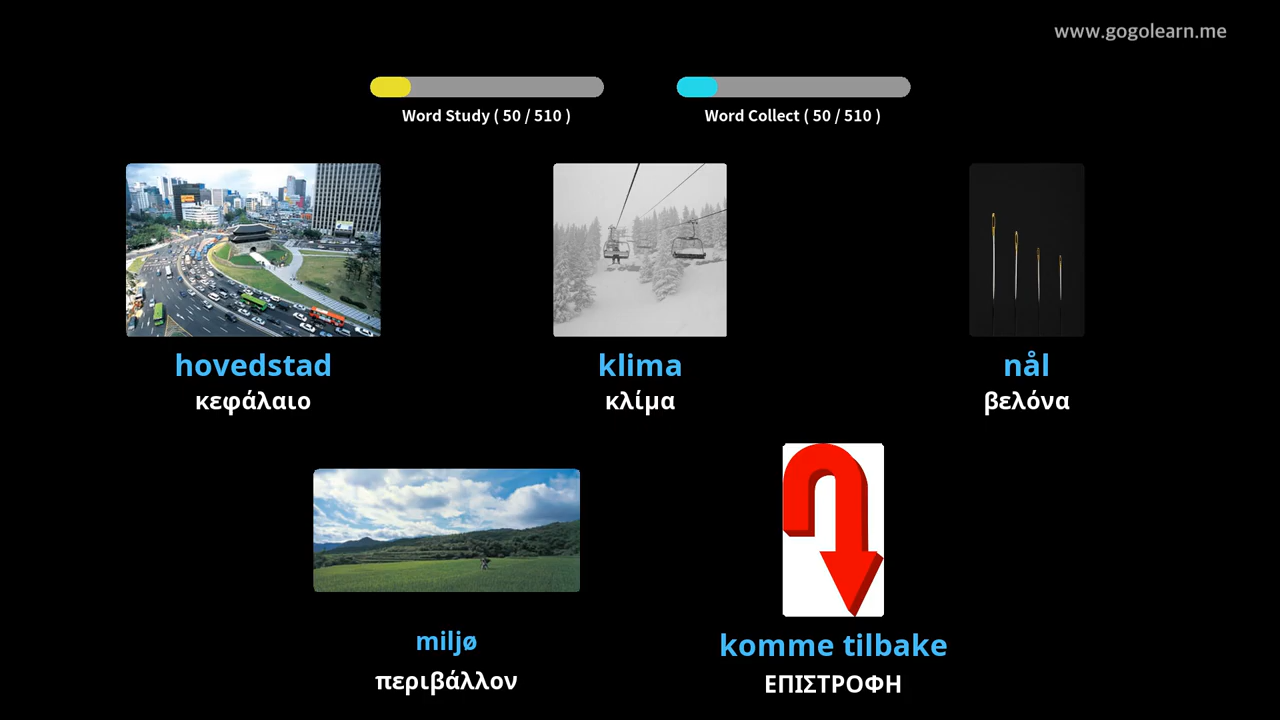 www.gogolearn.me
Word Study ( 50 / 510 )
Word Collect ( 50 / 510 )
hovedstad
κεφάλαιο
klima
κλίμα
nål
βελόνα
miljø
περιβάλλον
komme tilbake
ΕΠΙΣΤΡΟΦΗ